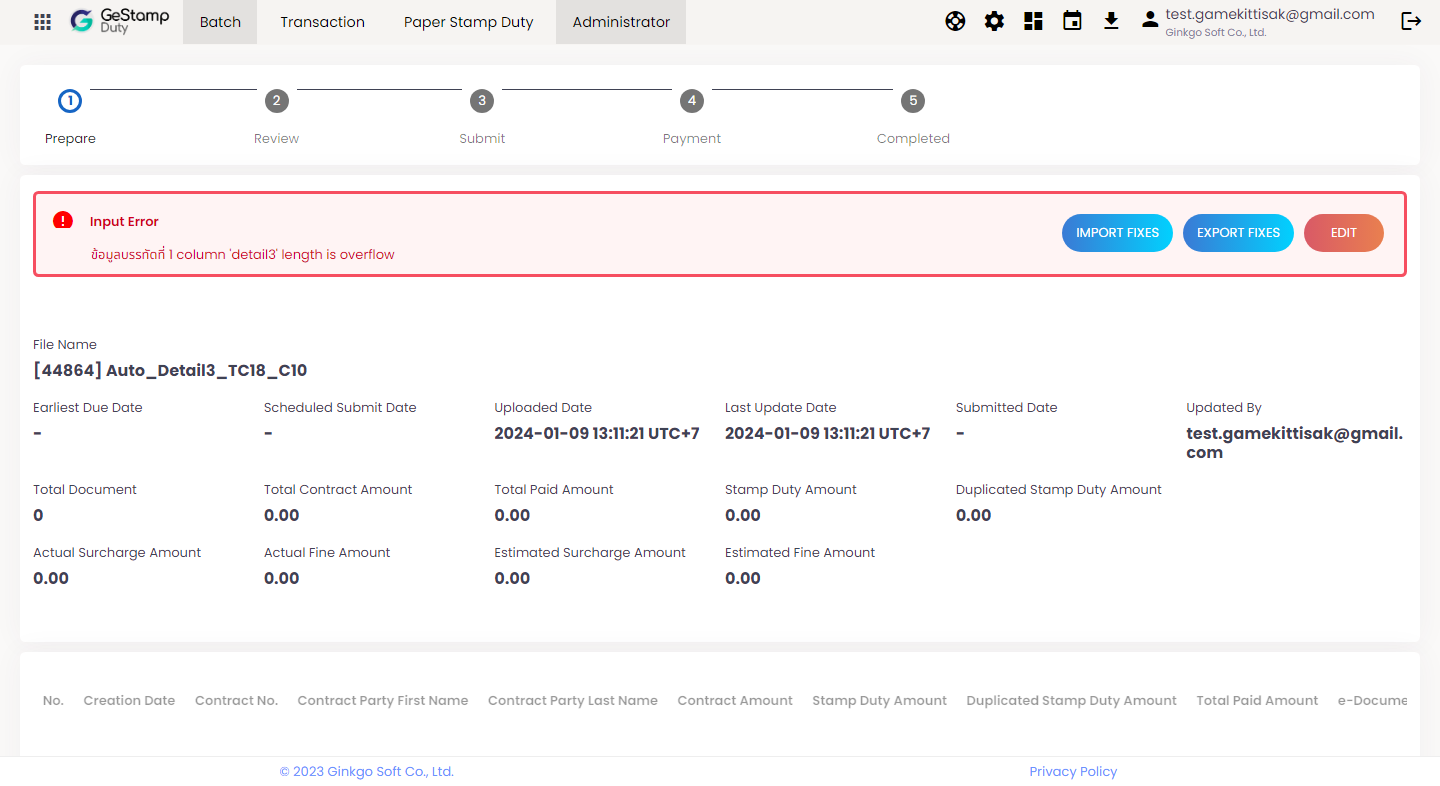 GeStamp
Duty
Batch
Transaction
Paper Stamp Duty
Administrator
test.gamekittisak@gmail.com
Ginkgo Soft Co., Ltd.
1
2
3
4
5
Prepare
Review
Submit
Payment
Completed
Input Error
ข้อมูลบรรทัดที่ 1 column 'detail3' length is overflow
IMPORT FIXES
EXPORT FIXES
EDIT
File Name
[44864] Auto_Detail3_TC18_C10
Earliest Due Date
Scheduled Submit Date
Uploaded Date
Last Update Date
Submitted Date
Updated By
-
-
2024-01-09 13:11:21 UTC+7
2024-01-09 13:11:21 UTC+7
-
test.gamekittisak@gmail.
com
Total Document
Total Contract Amount
Total Paid Amount
Stamp Duty Amount
Duplicated Stamp Duty Amount
0
0.00
0.00
0.00
0.00
Actual Surcharge Amount
Actual Fine Amount
Estimated Surcharge Amount
Estimated Fine Amount
0.00
0.00
0.00
0.00
No.
Creation Date
Contract No.
Contract Party First Name
Contract Party Last Name
Contract Amount
Stamp Duty Amount
Duplicated Stamp Duty Amount
Total Paid Amount
e-Docume
© 2023 Ginkgo Soft Co., Ltd.
Privacy Policy